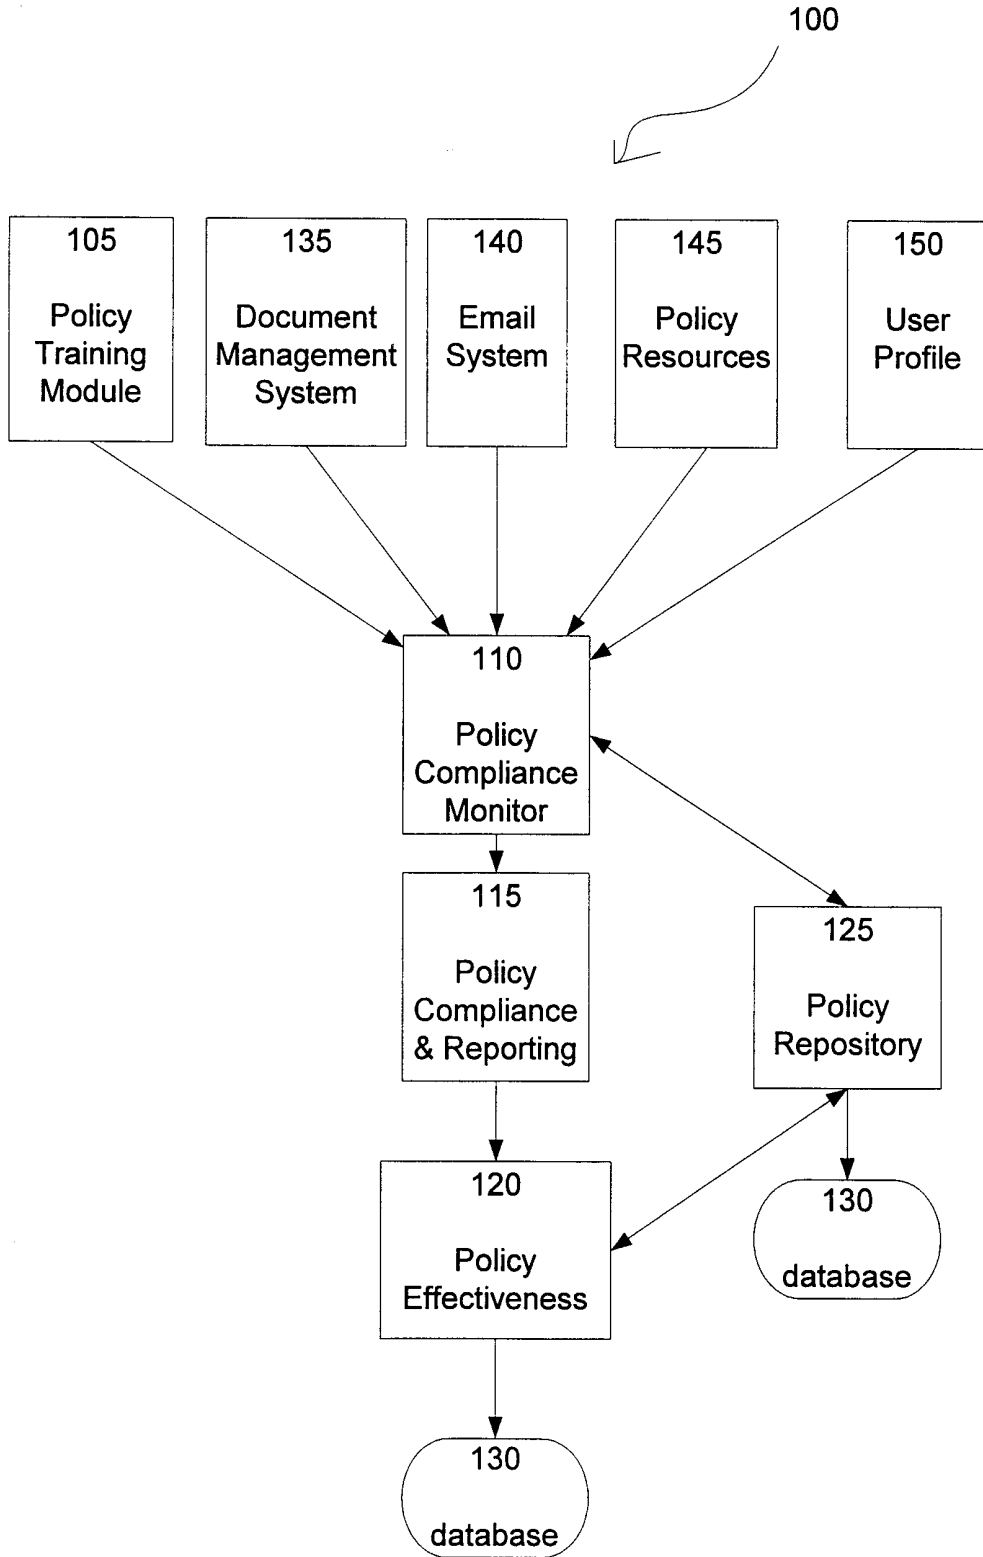 100
105
Policy
Training
Module
135
Document
Management
System
140
Email
System
145
Policy
Resources
150
User
Profile
110
Policy
Compliance
Monitor
115
Policy
Compliance
& Reporting
125
Policy
Repository
120
Policy
Effectiveness
130
database
130
database